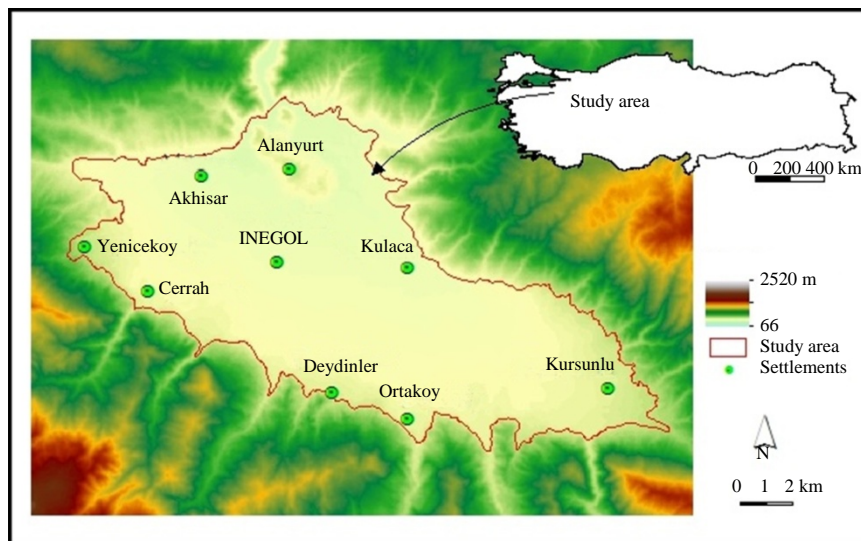 Study area
0 200 400 km
Alanyurt
Akhisar
Yenicekoy
INEGOL
Kulaca
Cerrah
2520 m
66
Study area
Settlements
Deydinler
Kursunlu
Ortakoy
N
0 1 2 km